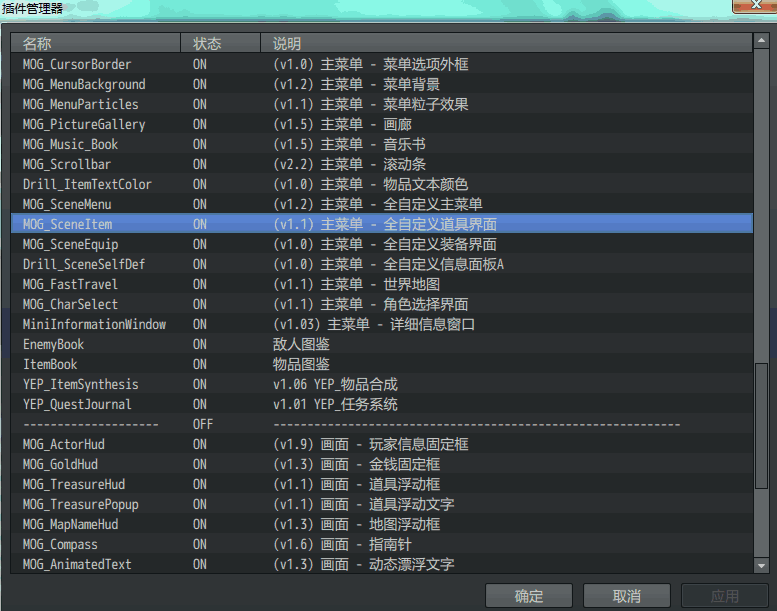 插件管理器
名称 状态 说明
MOG_CursorBorder ON (v1.0) 主菜单 - 菜单选项外框
MOG_MenuBackground ON (v1.2) 主菜单 - 菜单背景
MOG_MenuParticles ON (v1.1) 主菜单 - 菜单粒子效果
MOG_PictureGallery ON (v1.5) 主菜单 - 画廊
MOG_Music_Book ON (v1.5) 主菜单 - 音乐书
MOG_Scrollbar ON (v2.2) 主菜单 - 滚动条
Drill_ItemTextColor ON (v1.0) 主菜单 - 物品文本颜色
MOG_SceneMenu ON (v1.2) 主菜单 - 全自定义主菜单
MOG_SceneItem ON (v1.1) 主菜单 - 全自定义道具界面
MOG_SceneEquip ON (v1.0) 主菜单 - 全自定义装备界面
Drill_SceneSelfDef ON (v1.0) 主菜单 - 全自定义信息面板A
MOG_FastTravel ON (v1.1) 主菜单 - 世界地图
MOG_CharSelect ON (v1.1) 主菜单 - 角色选择界面
MiniInformationWindow ON (v1.03) 主菜单 - 详细信息窗口
EnemyBook ON 敌人图鉴
ItemBook ON 物品图鉴
YEP_ItemSynthesis ON v1.06 YEP_物品合成
YEP_QuestJournal ON v1.01 YEP_任务系统
-------------------- OFF ------------------------------------------------------------
MOG_ActorHud ON (v1.9) 画面 - 玩家信息固定框
MOG_GoldHud ON (v1.3) 画面 - 金钱固定框
MOG_TreasureHud ON (v1.1) 画面 - 道具浮动框
MOG_TreasurePopup ON (v1.1) 画面 - 道具浮动文字
MOG_MapNameHud ON (v1.3) 画面 - 地图浮动框
MOG_Compass ON (v1.6) 画面 - 指南针
MOG_AnimatedText ON (v1.3) 画面 - 动态漂浮文字
确定 取消 应用